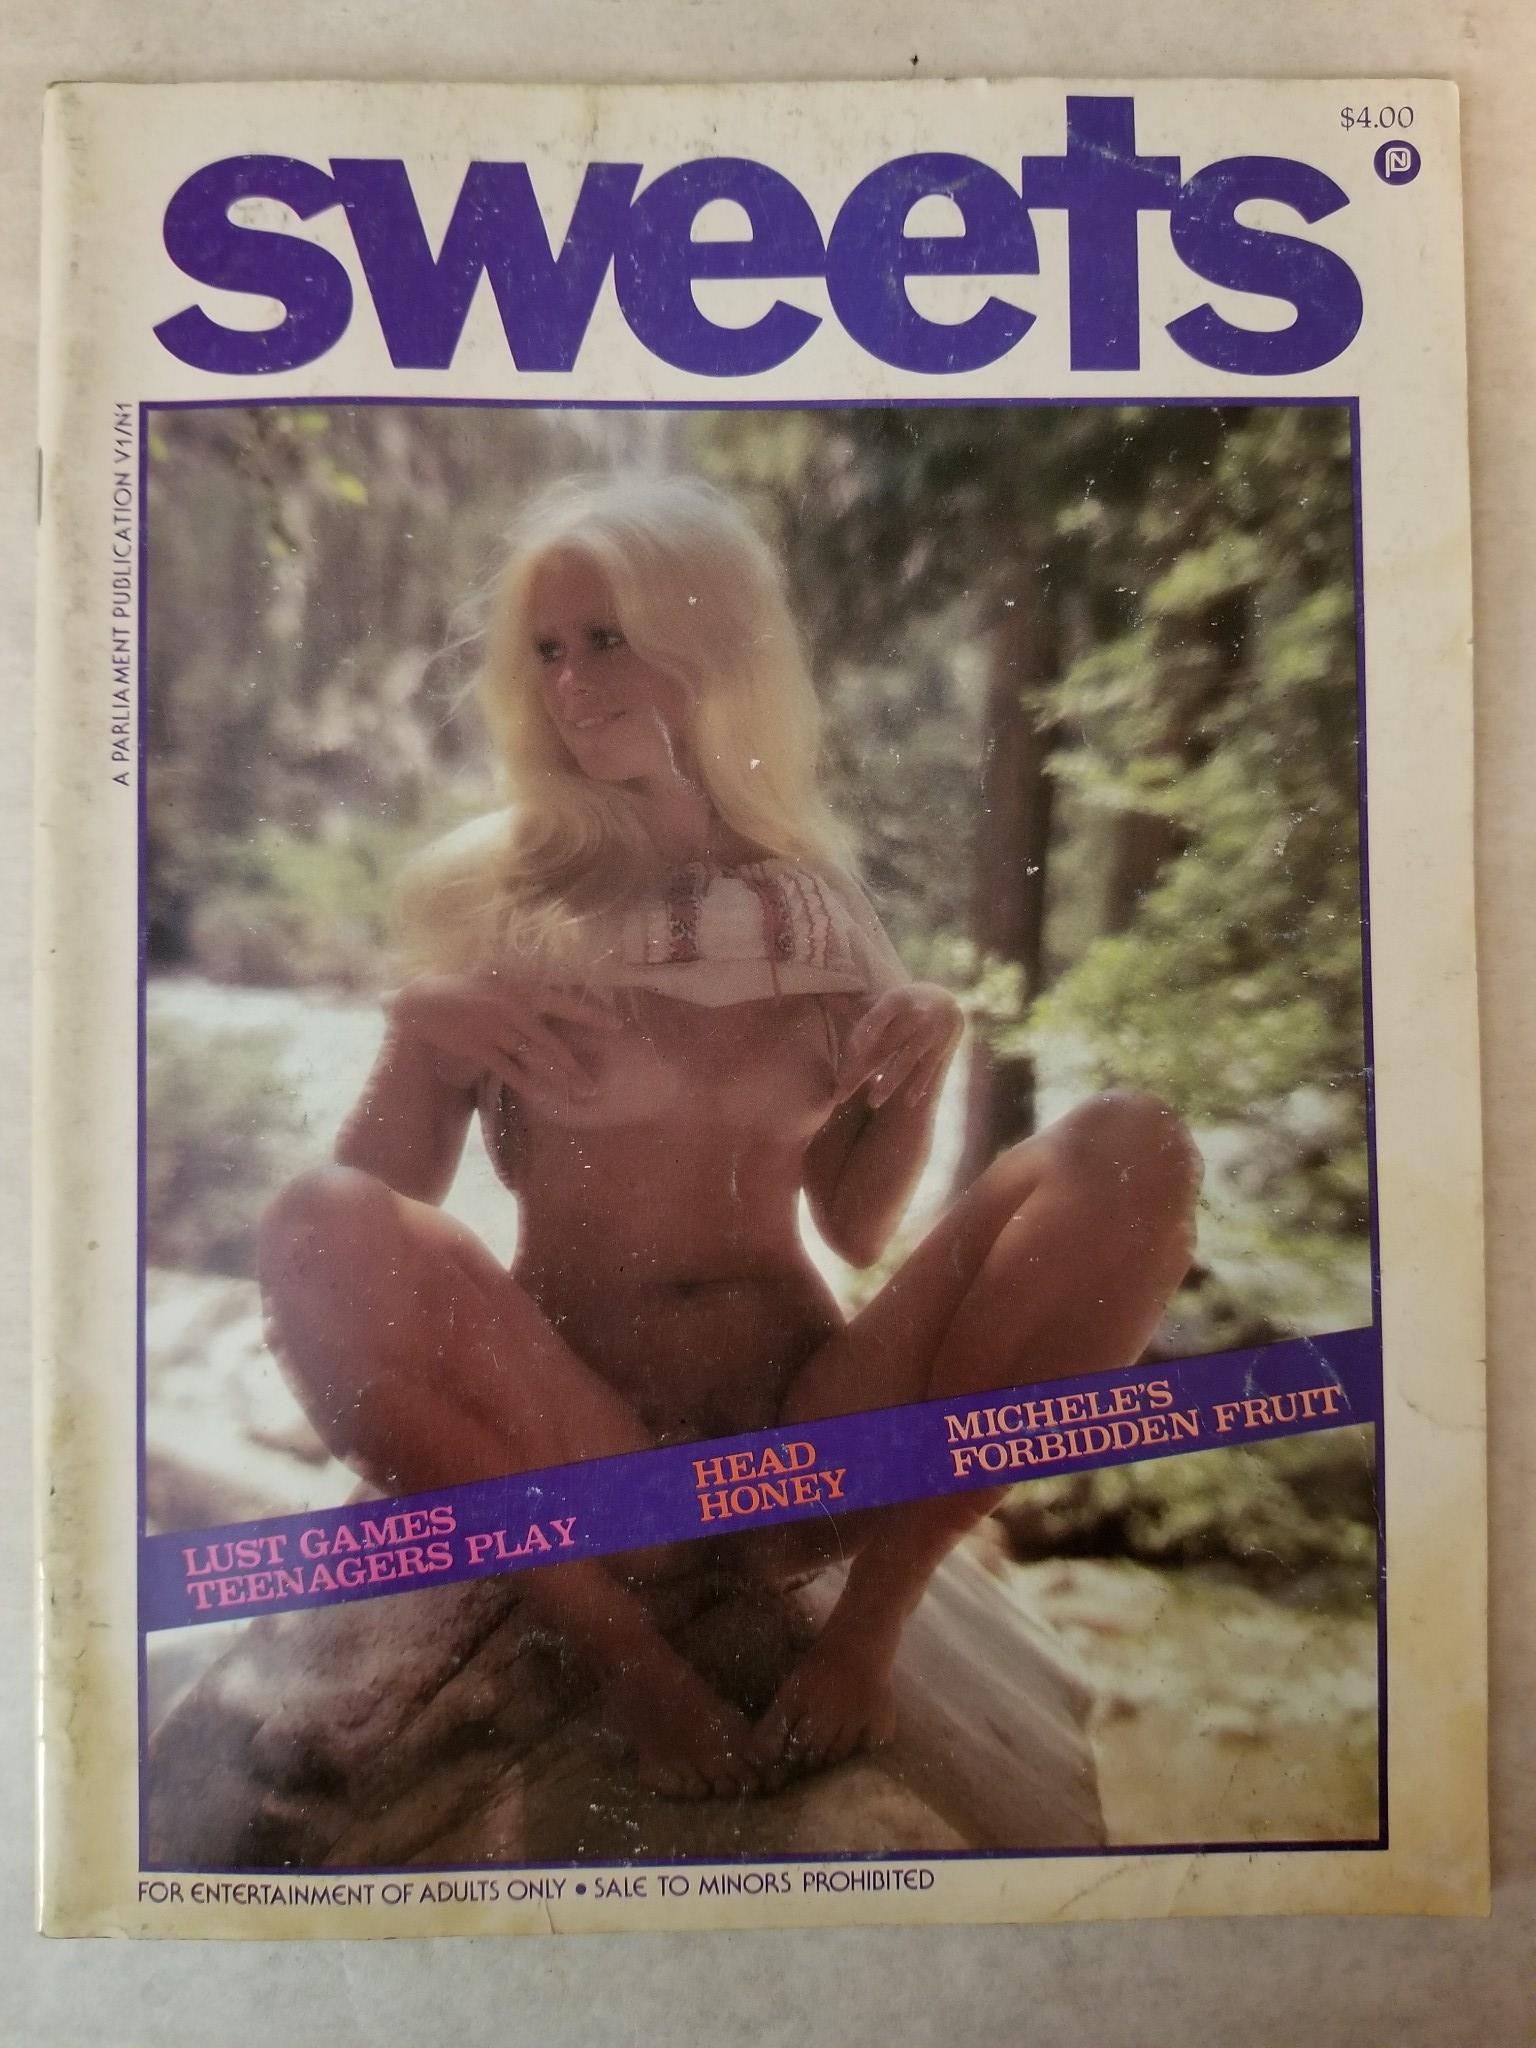 $4.00
sweets
A PARLIAMENT PUBLICATION V1/N1
LUST GAMES
TEENAGERS PLAY
HEAD
HONEY
MICHELE'S
FORBIDDEN FRUIT
FOR ENTERTAINMENT OF ADULTS ONLY • SALE TO MINORS PROHIBITED